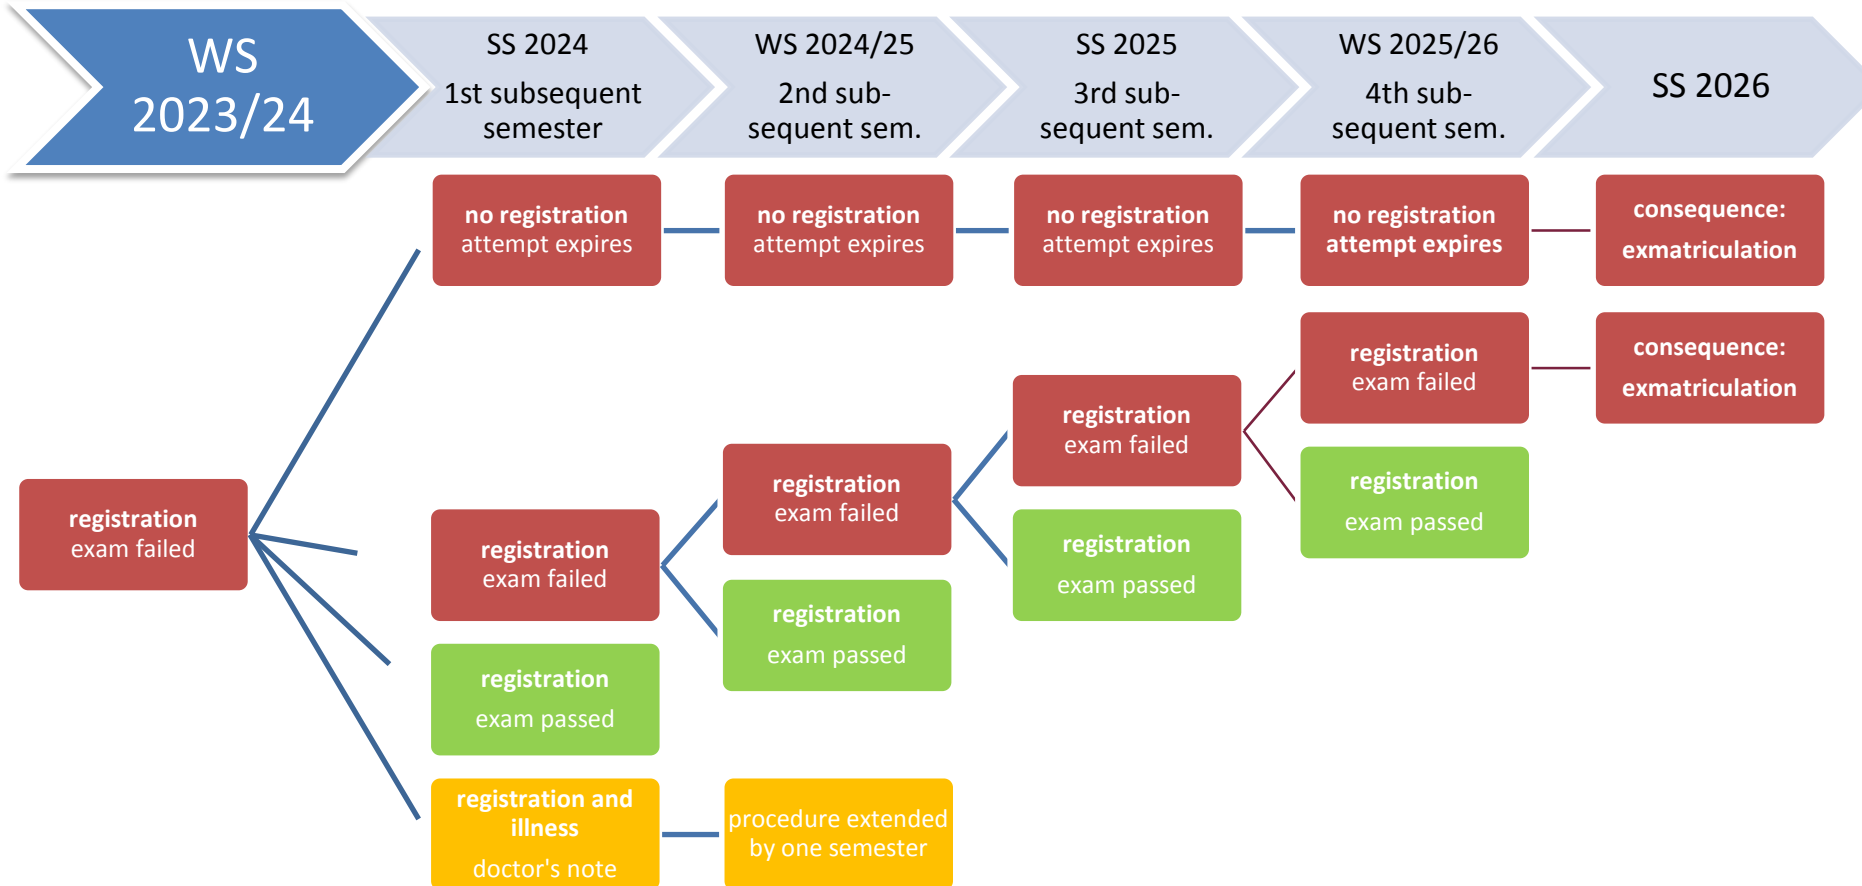 WS
2023/24
SS 2024
1st subsequent
semester
WS 2024/25
2nd sub-
sequent sem.
SS 2025
3rd sub-
sequent sem.
WS 2025/26
4th sub-
sequent sem.
SS 2026
no registration
attempt expires
no registration
attempt expires
no registration
attempt expires
no registration
attempt expires
consequence:
exmatriculation
registration
exam failed
consequence:
exmatriculation
registration
exam failed
registration
exam failed
registration
exam passed
registration
exam failed
registration
exam failed
registration
exam passed
registration
exam passed
registration
exam passed
registration and
illness
doctor's note
procedure extended
by one semester